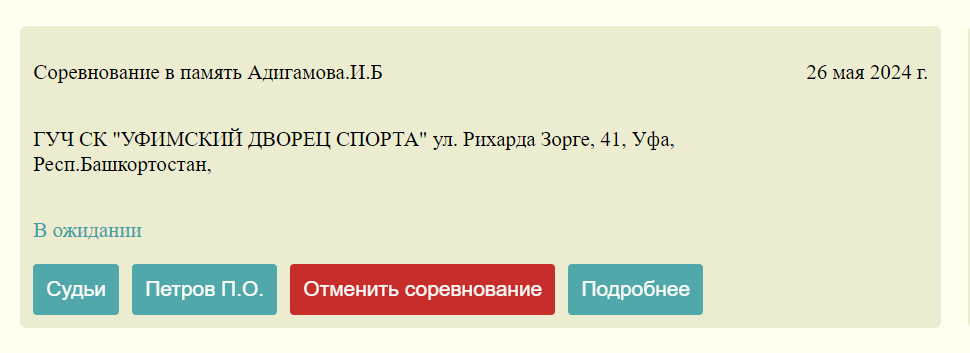 Соревнование в память Адигамова.И.Б
26 мая 2024 г.
ГУЧ СК "УФИМСКИЙ ДВОРЕЦ СПОРТА" ул. Рихарда Зорге, 41, Уфа,
Респ.Башкортостан,
В ожидании
Судьи
Петров П.О.
Отменить соревнование
Подробнее